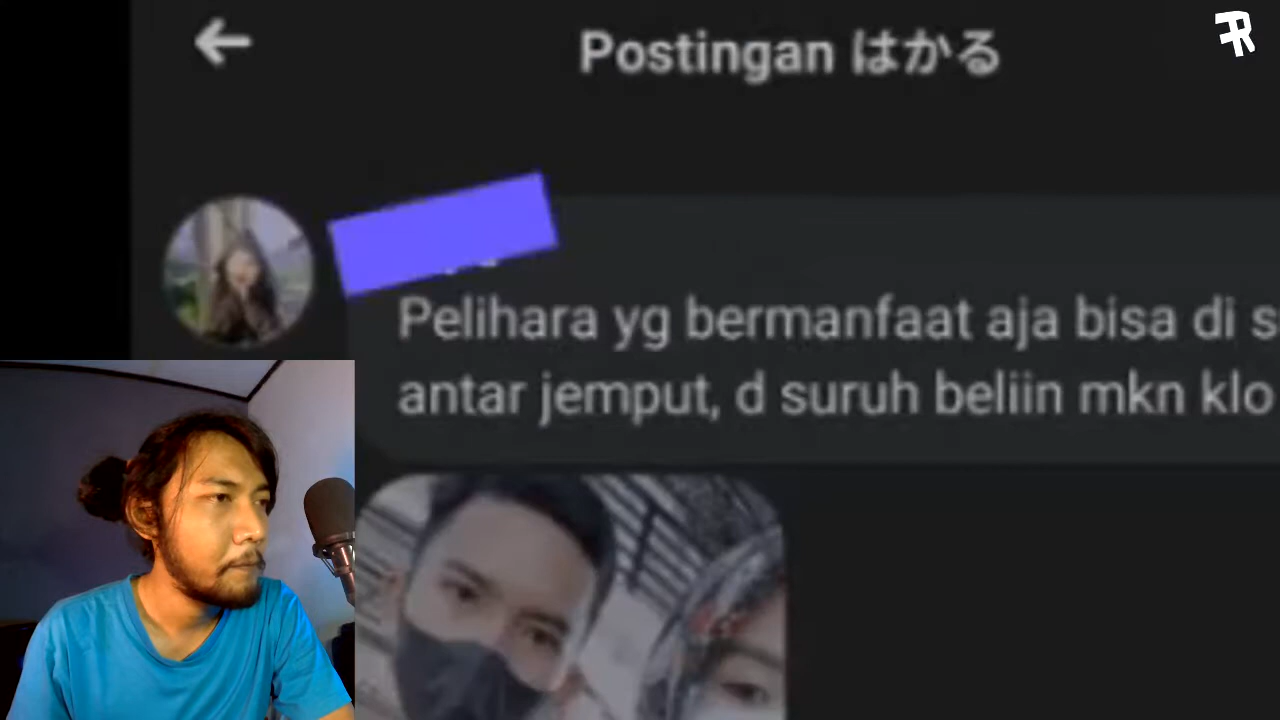 Postingan はかる
Pelihara yg bermanfaat aja bisa di s
antar jemput, d suruh beliin mkn klo